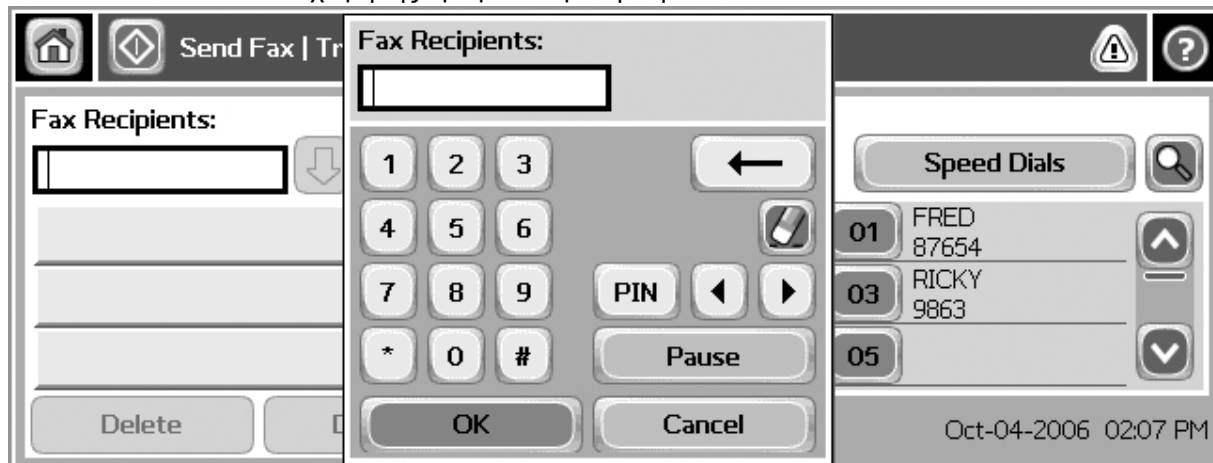 Send Fax | Tr
Fax Recipients:
Fax Recipients:
1 2 3
4 5 6
7 8 9
PIN
* 0 #
Pause
OK
Cancel
Speed Dials
01 FRED
87654
03 RICKY
9863
05
Delete
Oct-04-2006 02:07 PM